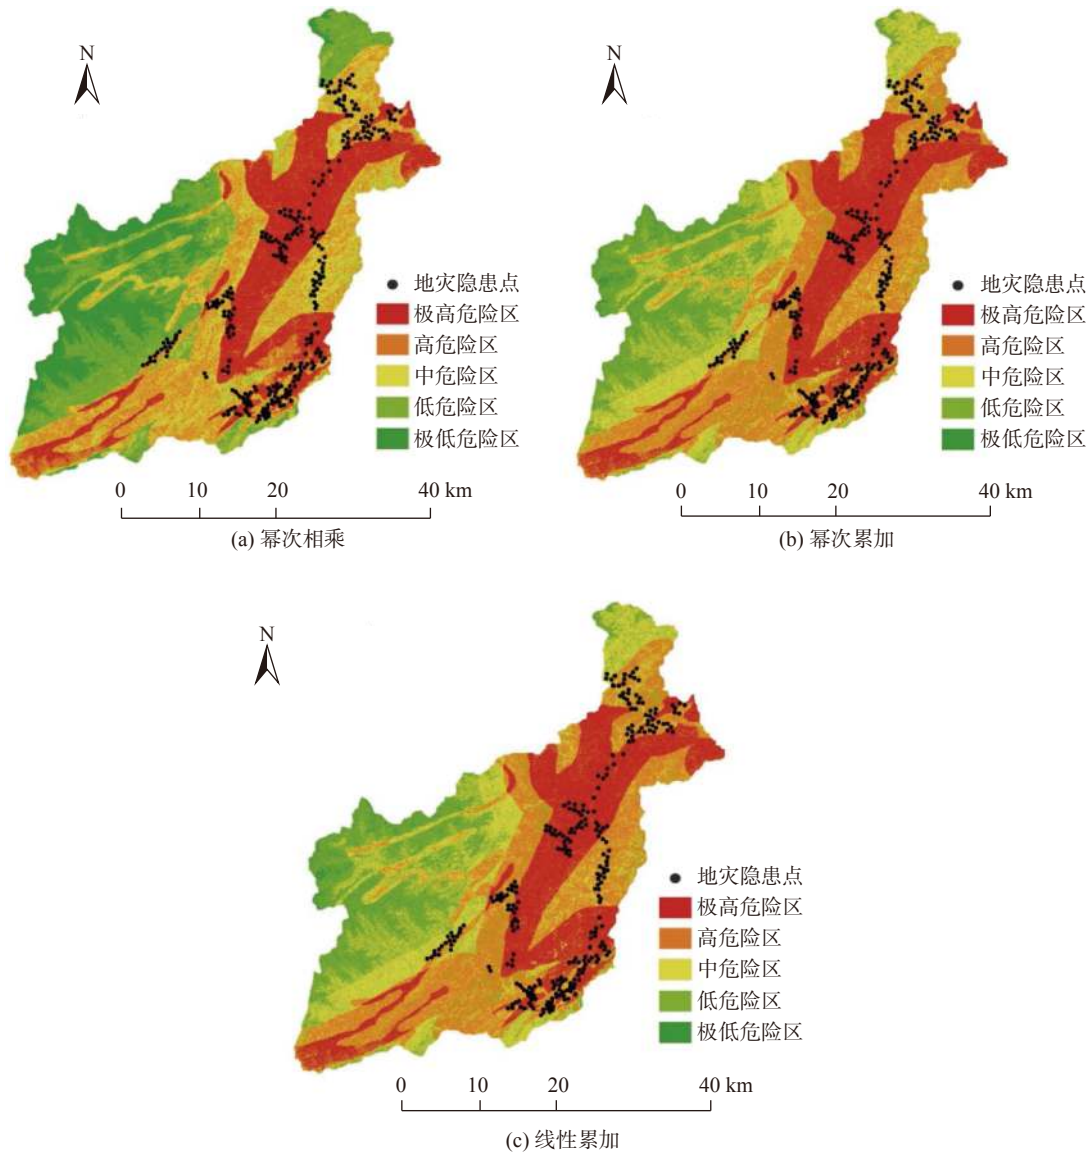 N
地灾隐患点
极高危险区
高危险区
中危险区
低危险区
极低危险区
0 10 20 40 km
(a) 幂次相乘
N
地灾隐患点
极高危险区
高危险区
中危险区
低危险区
极低危险区
0 10 20 40 km
(b) 幂次累加
N
地灾隐患点
极高危险区
高危险区
中危险区
低危险区
极低危险区
0 10 20 40 km
(c) 线性累加